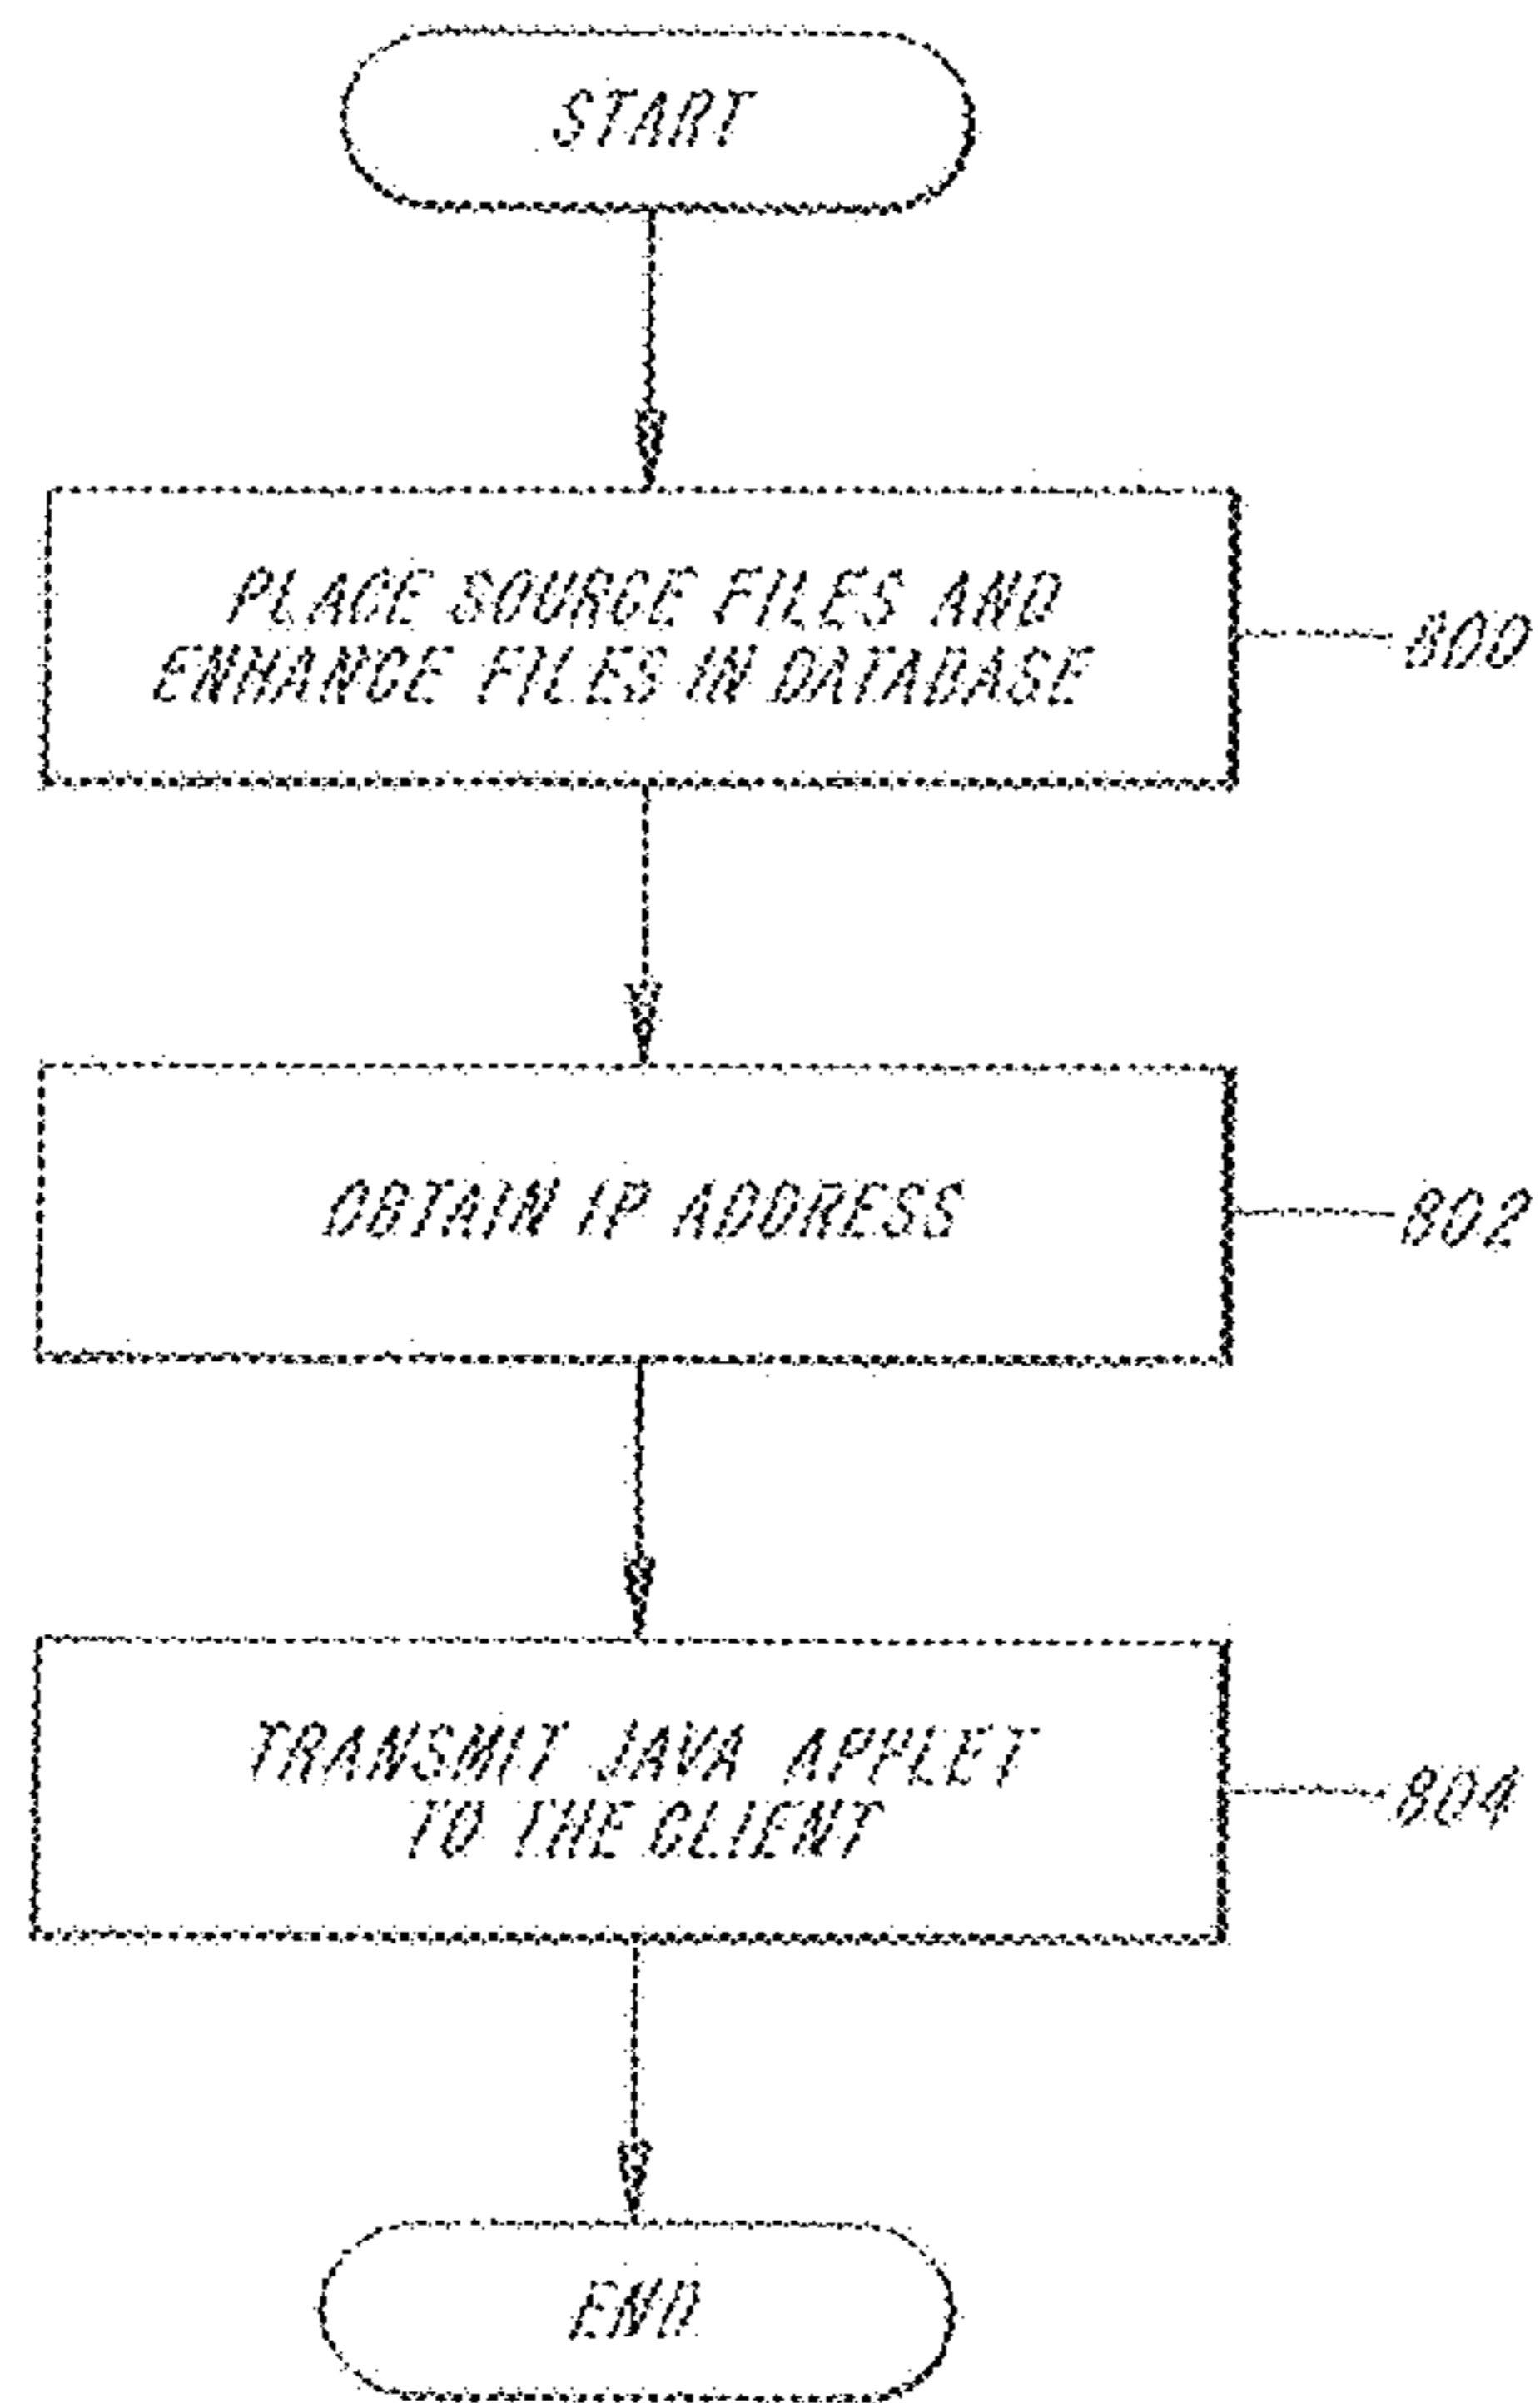 START
PLACE SOURCE FILES AND
ENHANCE FILES IN DATABASE
800
OBTAIN IP ADDRESS
802
TRANSMIT JAVA APPLET
TO THE CLIENT
804
END